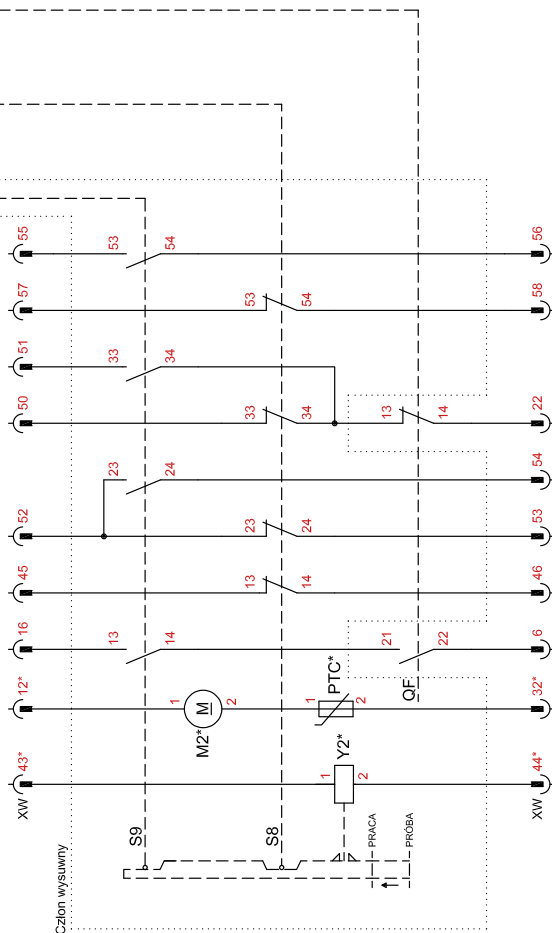 XW 43* 12* 16 45 52 50 51 57 55
Człon wysuwny
13 23 33 53
S9
14 24 34 54
1
M2* M
2
13 23 33 53
S8
14 24 34 54
1 1
Y2* PTC*
2 2
PRACA
21 13
PRÓBA QF
22 14
XW 44* 32* 6 46 53 54 22 58 56